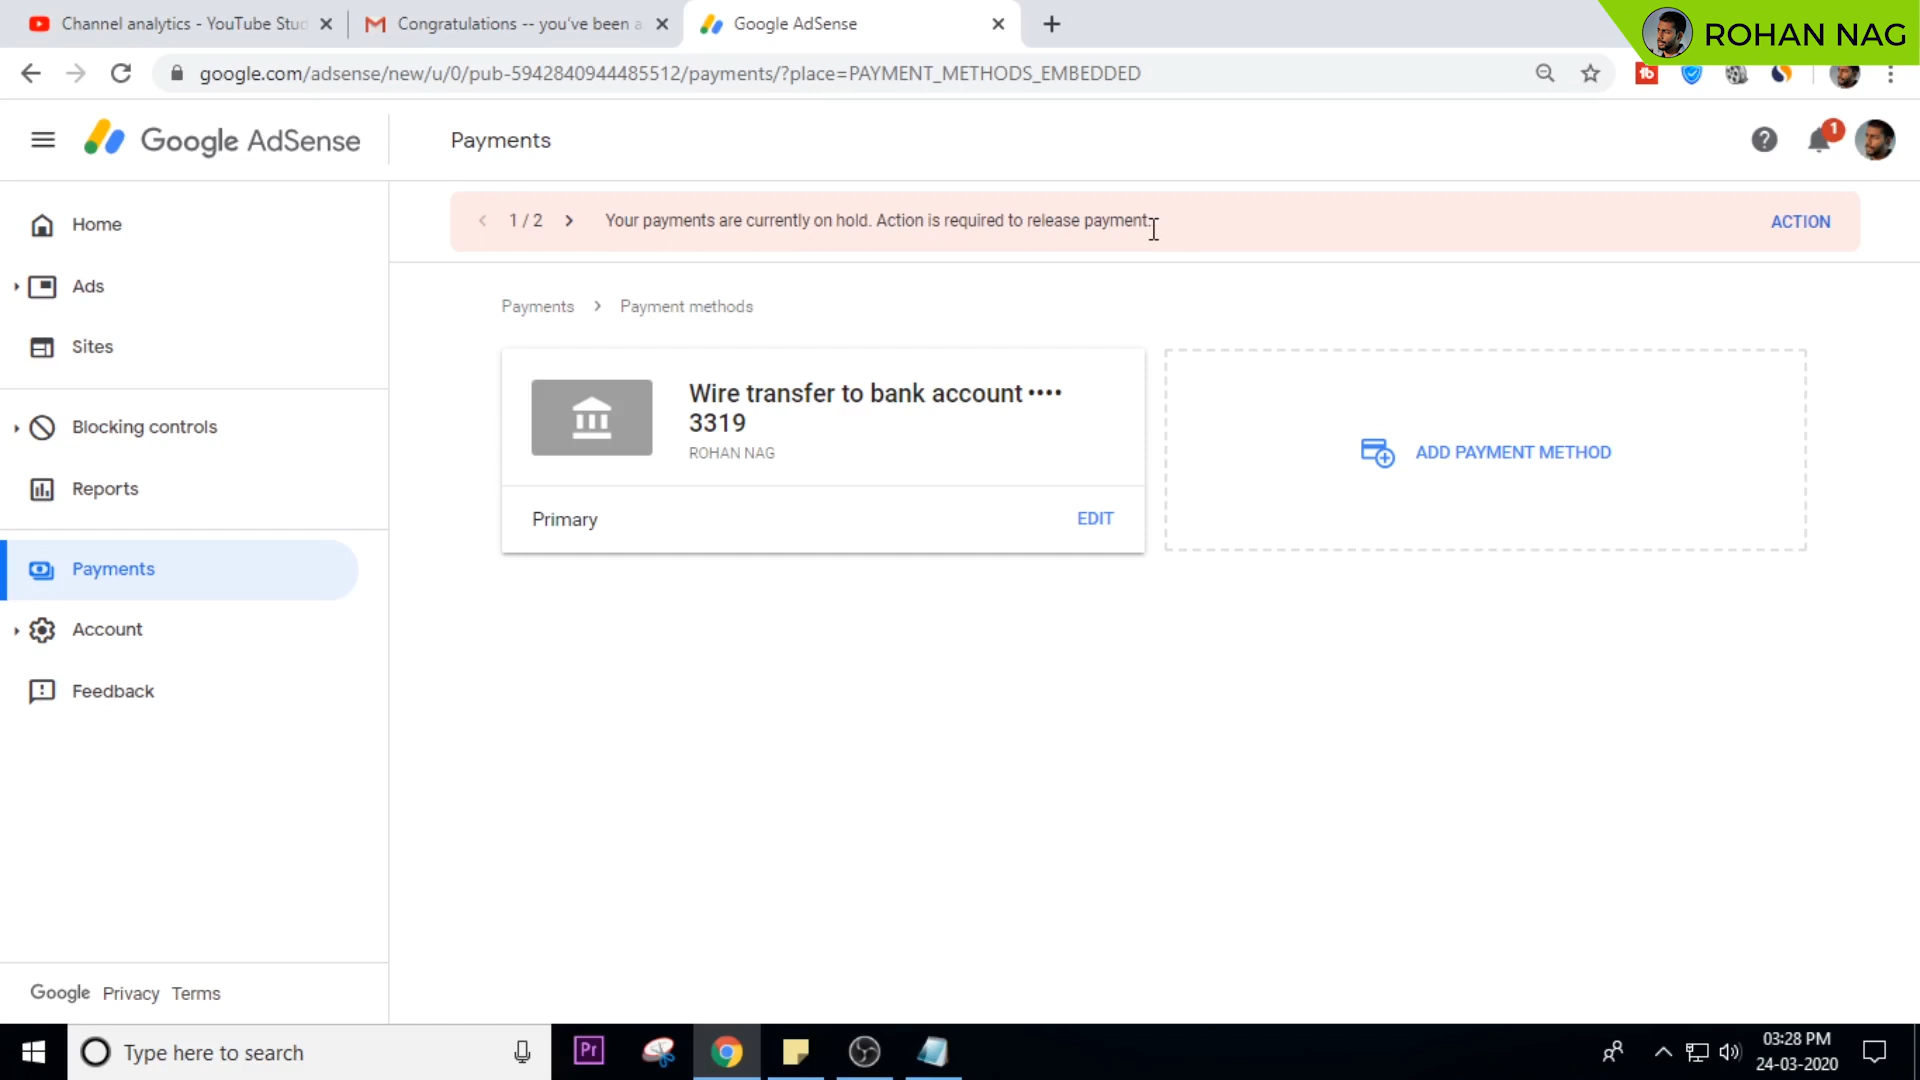 Channel analytics - YouTube Stud
Congratulations -- you've been a
Google AdSense
ROHAN NAG
google.com/adsense/new/u/0/pub-5942840944485512/payments/?place=PAYMENT_METHODS_EMBEDDED
tb
Google AdSense
Payments
1
1 / 2
Your payments are currently on hold. Action is required to release payment.
ACTION
Home
Ads
Sites
Blocking controls
Reports
Payments
Account
Feedback
Payments > Payment methods
Wire transfer to bank account ••••
3319
ROHAN NAG
Primary
EDIT
ADD PAYMENT METHOD
Google Privacy Terms
Type here to search
Pr
03:28 PM
24-03-2020